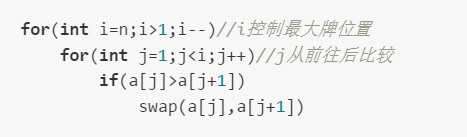 for(int i=n;i>1;i--)//i控制最大牌位置
for(int j=1;j<i;j++)//j从前往后比较
if(a[j]>a[j+1])
swap(a[j],a[j+1])